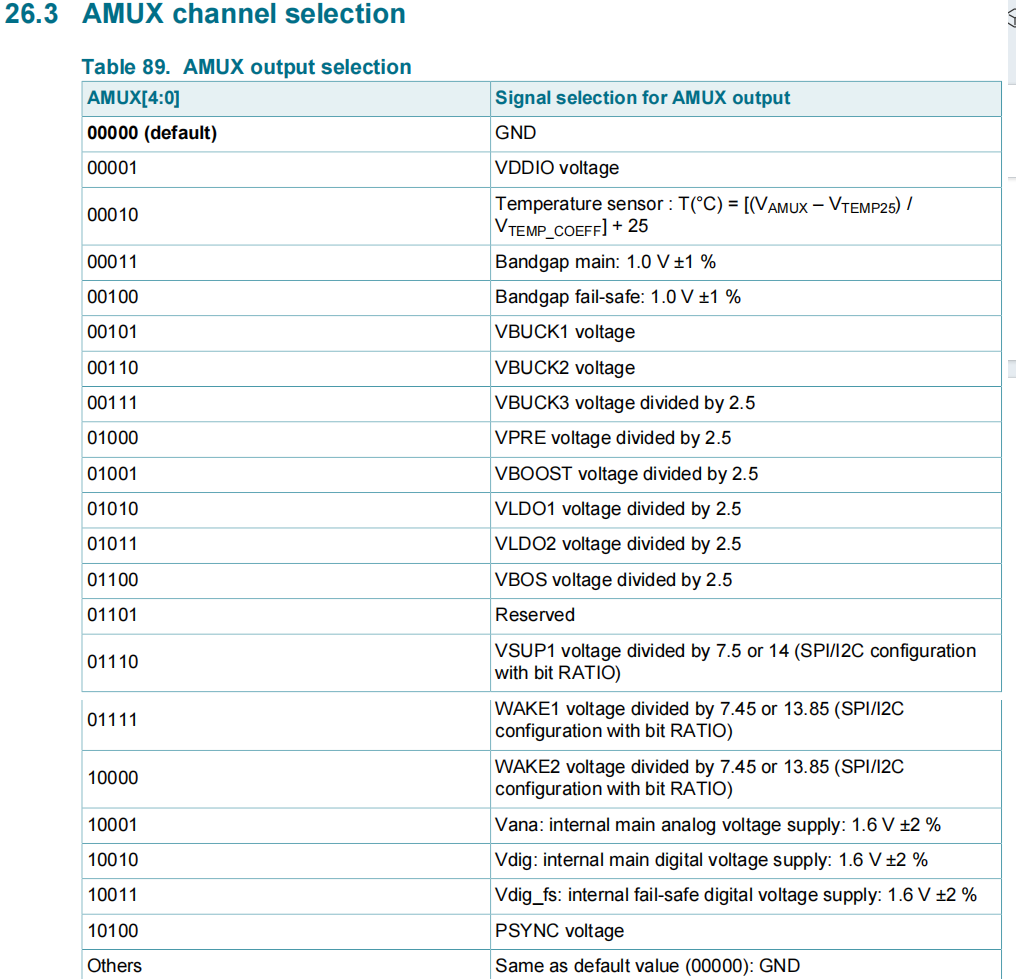 26.3 AMUX channel selection
Table 89. AMUX output selection
AMUX[4:0] Signal selection for AMUX output
00000 (default) GND
00001 VDDIO voltage
00010 Temperature sensor : T(°C) = [(VAMUX – VTEMP25) /
VTEMP_COEFF] + 25
00011 Bandgap main: 1.0 V ±1 %
00100 Bandgap fail-safe: 1.0 V ±1 %
00101 VBUCK1 voltage
00110 VBUCK2 voltage
00111 VBUCK3 voltage divided by 2.5
01000 VPRE voltage divided by 2.5
01001 VBOOST voltage divided by 2.5
01010 VLDO1 voltage divided by 2.5
01011 VLDO2 voltage divided by 2.5
01100 VBOS voltage divided by 2.5
01101 Reserved
01110 VSUP1 voltage divided by 7.5 or 14 (SPI/I2C configuration
with bit RATIO)
01111 WAKE1 voltage divided by 7.45 or 13.85 (SPI/I2C
configuration with bit RATIO)
10000 WAKE2 voltage divided by 7.45 or 13.85 (SPI/I2C
configuration with bit RATIO)
10001 Vana: internal main analog voltage supply: 1.6 V ±2 %
10010 Vdig: internal main digital voltage supply: 1.6 V ±2 %
10011 Vdig_fs: internal fail-safe digital voltage supply: 1.6 V ±2 %
10100 PSYNC voltage
Others Same as default value (00000): GND